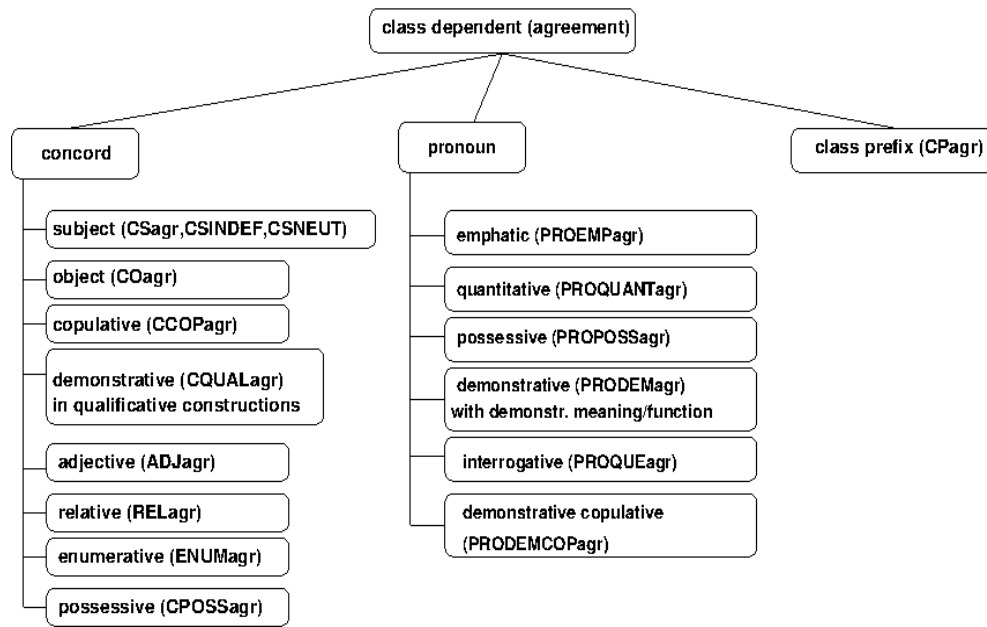 class dependent (agreement)
concord
pronoun
class prefix (CPagr)
subject (CSagr,CSINDEF,CSNEUT)
object (COagr)
copulative (CCOPagr)
demonstrative (CQUALagr)
in qualificative constructions
adjective (ADJagr)
relative (RELagr)
enumerative (ENUMagr)
possessive (CPOSSagr)
emphatic (PROEMPagr)
quantitative (PROQUANTagr)
possessive (PROPOSSagr)
demonstrative (PRODEMagr)
with demonstr. meaning/function
interrogative (PROQUEagr)
demonstrative copulative
(PRODEMCOPagr)